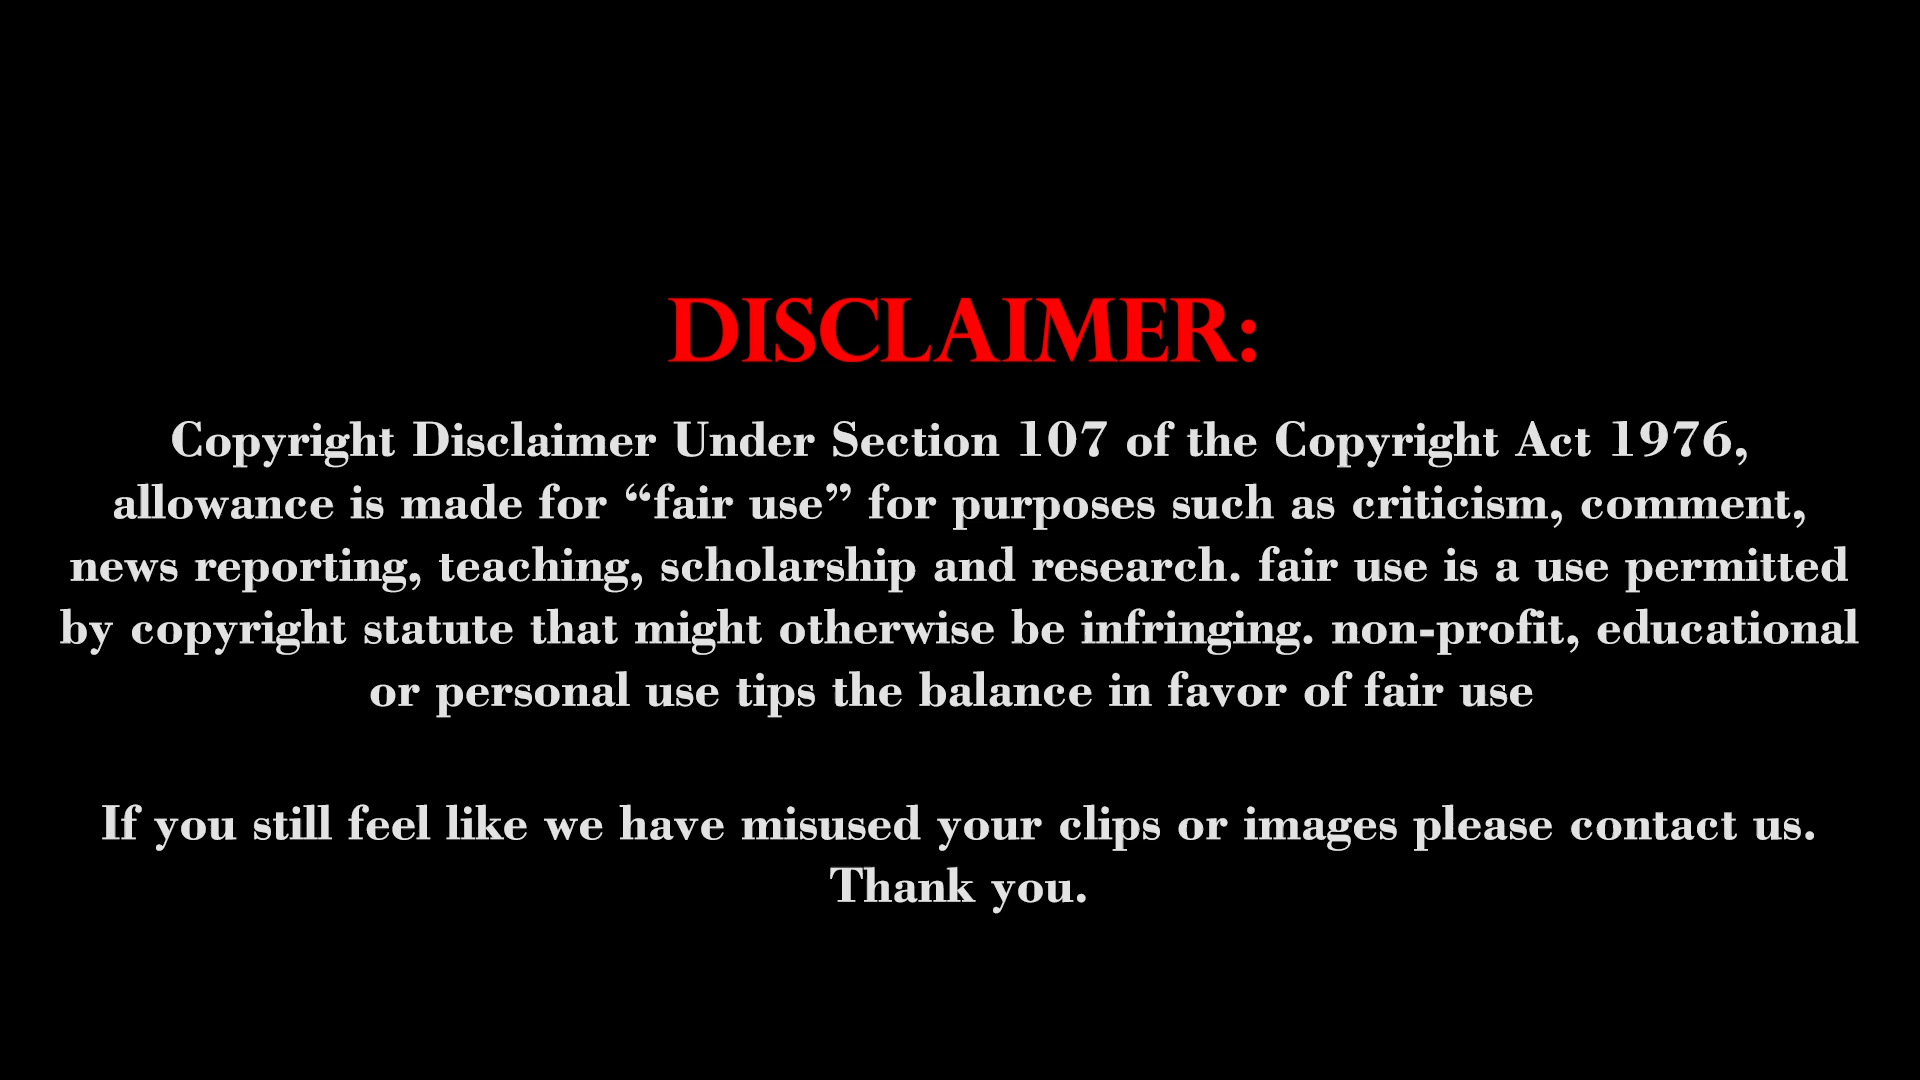 DISCLAIMER:
Copyright Disclaimer Under Section 107 of the Copyright Act 1976,
allowance is made for “fair use” for purposes such as criticism, comment,
news reporting, teaching, scholarship and research. fair use is a use permitted
by copyright statute that might otherwise be infringing. non-profit, educational
or personal use tips the balance in favor of fair use
If you still feel like we have misused your clips or images please contact us.
Thank you.